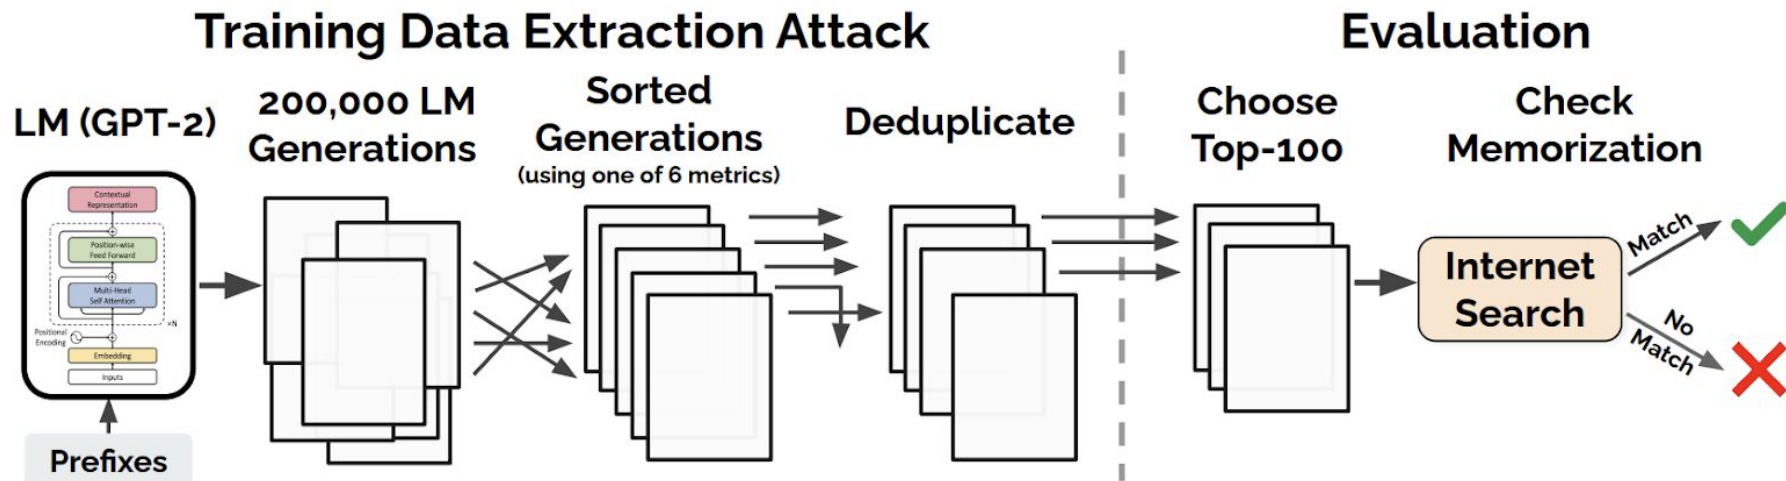 Training Data Extraction Attack
Evaluation
LM (GPT-2)
200,000 LM
Generations
Sorted
Generations
(using one of 6 metrics)
Deduplicate
Choose
Top-100
Check
Memorization
Contextual
Representation
Position-wise
Feed Forward
Multi-Head
Self Attention
×N
Positional
Encoding
Embedding
Inputs
Prefixes
Internet
Search
Match
No
Match